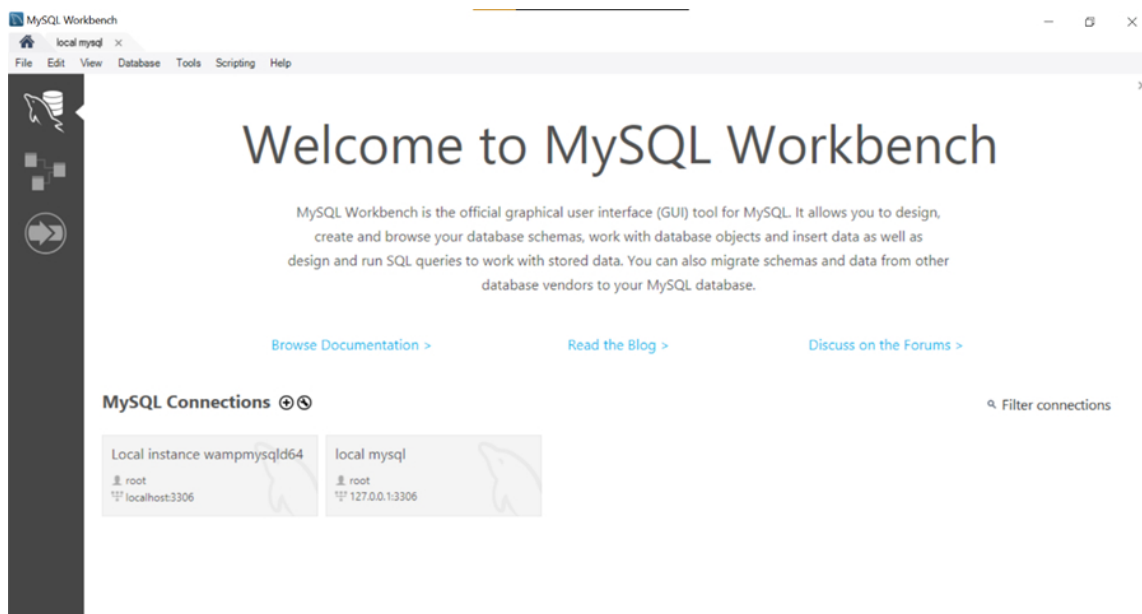 MySQL Workbench
local mysql
File Edit View Database Tools Scripting Help
Welcome to MySQL Workbench
MySQL Workbench is the official graphical user interface (GUI) tool for MySQL. It allows you to design,
create and browse your database schemas, work with database objects and insert data as well as
design and run SQL queries to work with stored data. You can also migrate schemas and data from other
database vendors to your MySQL database.
Browse Documentation > Read the Blog > Discuss on the Forums >
MySQL Connections
Filter connections
Local instance wampmysqld64
root
localhost:3306
local mysql
root
127.0.0.1:3306